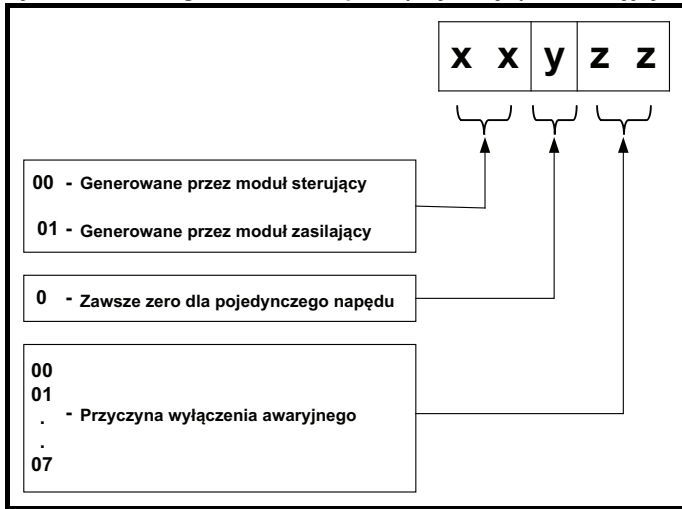 x x y z z
00 - Generowane przez moduł sterujący
01 - Generowane przez moduł zasilający
0 - Zawsze zero dla pojedynczego napędu
00
01
.
- Przyczyna wyłączenia awaryjnego
.
07